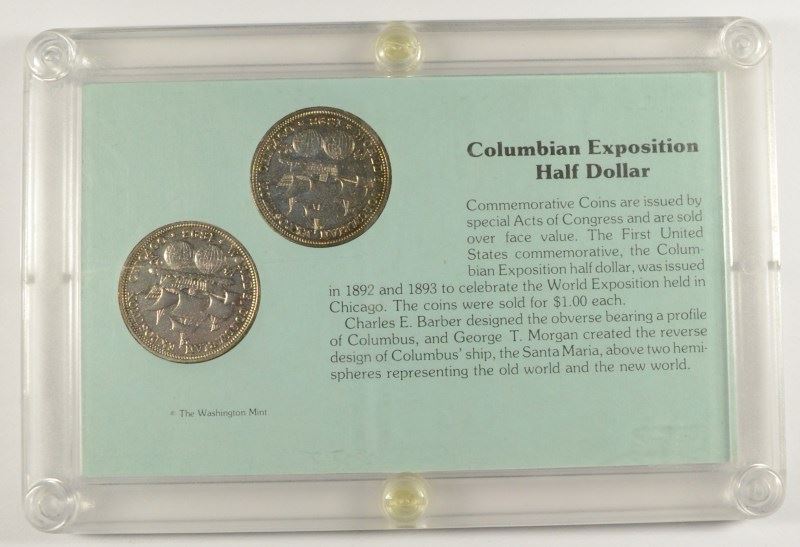 Columbian Exposition
Half Dollar
Commemorative Coins are issued by
special Acts of Congress and are sold
over face value. The First United
States commemorative, the Colum-
bian Exposition half dollar, was issued
in 1892 and 1893 to celebrate the World Exposition held in
Chicago. The coins were sold for $1.00 each.
Charles E. Barber designed the obverse bearing a profile
of Columbus, and George T. Morgan created the reverse
design of Columbus' ship, the Santa Maria, above two hemi-
spheres representing the old world and the new world.
© The Washington Mint